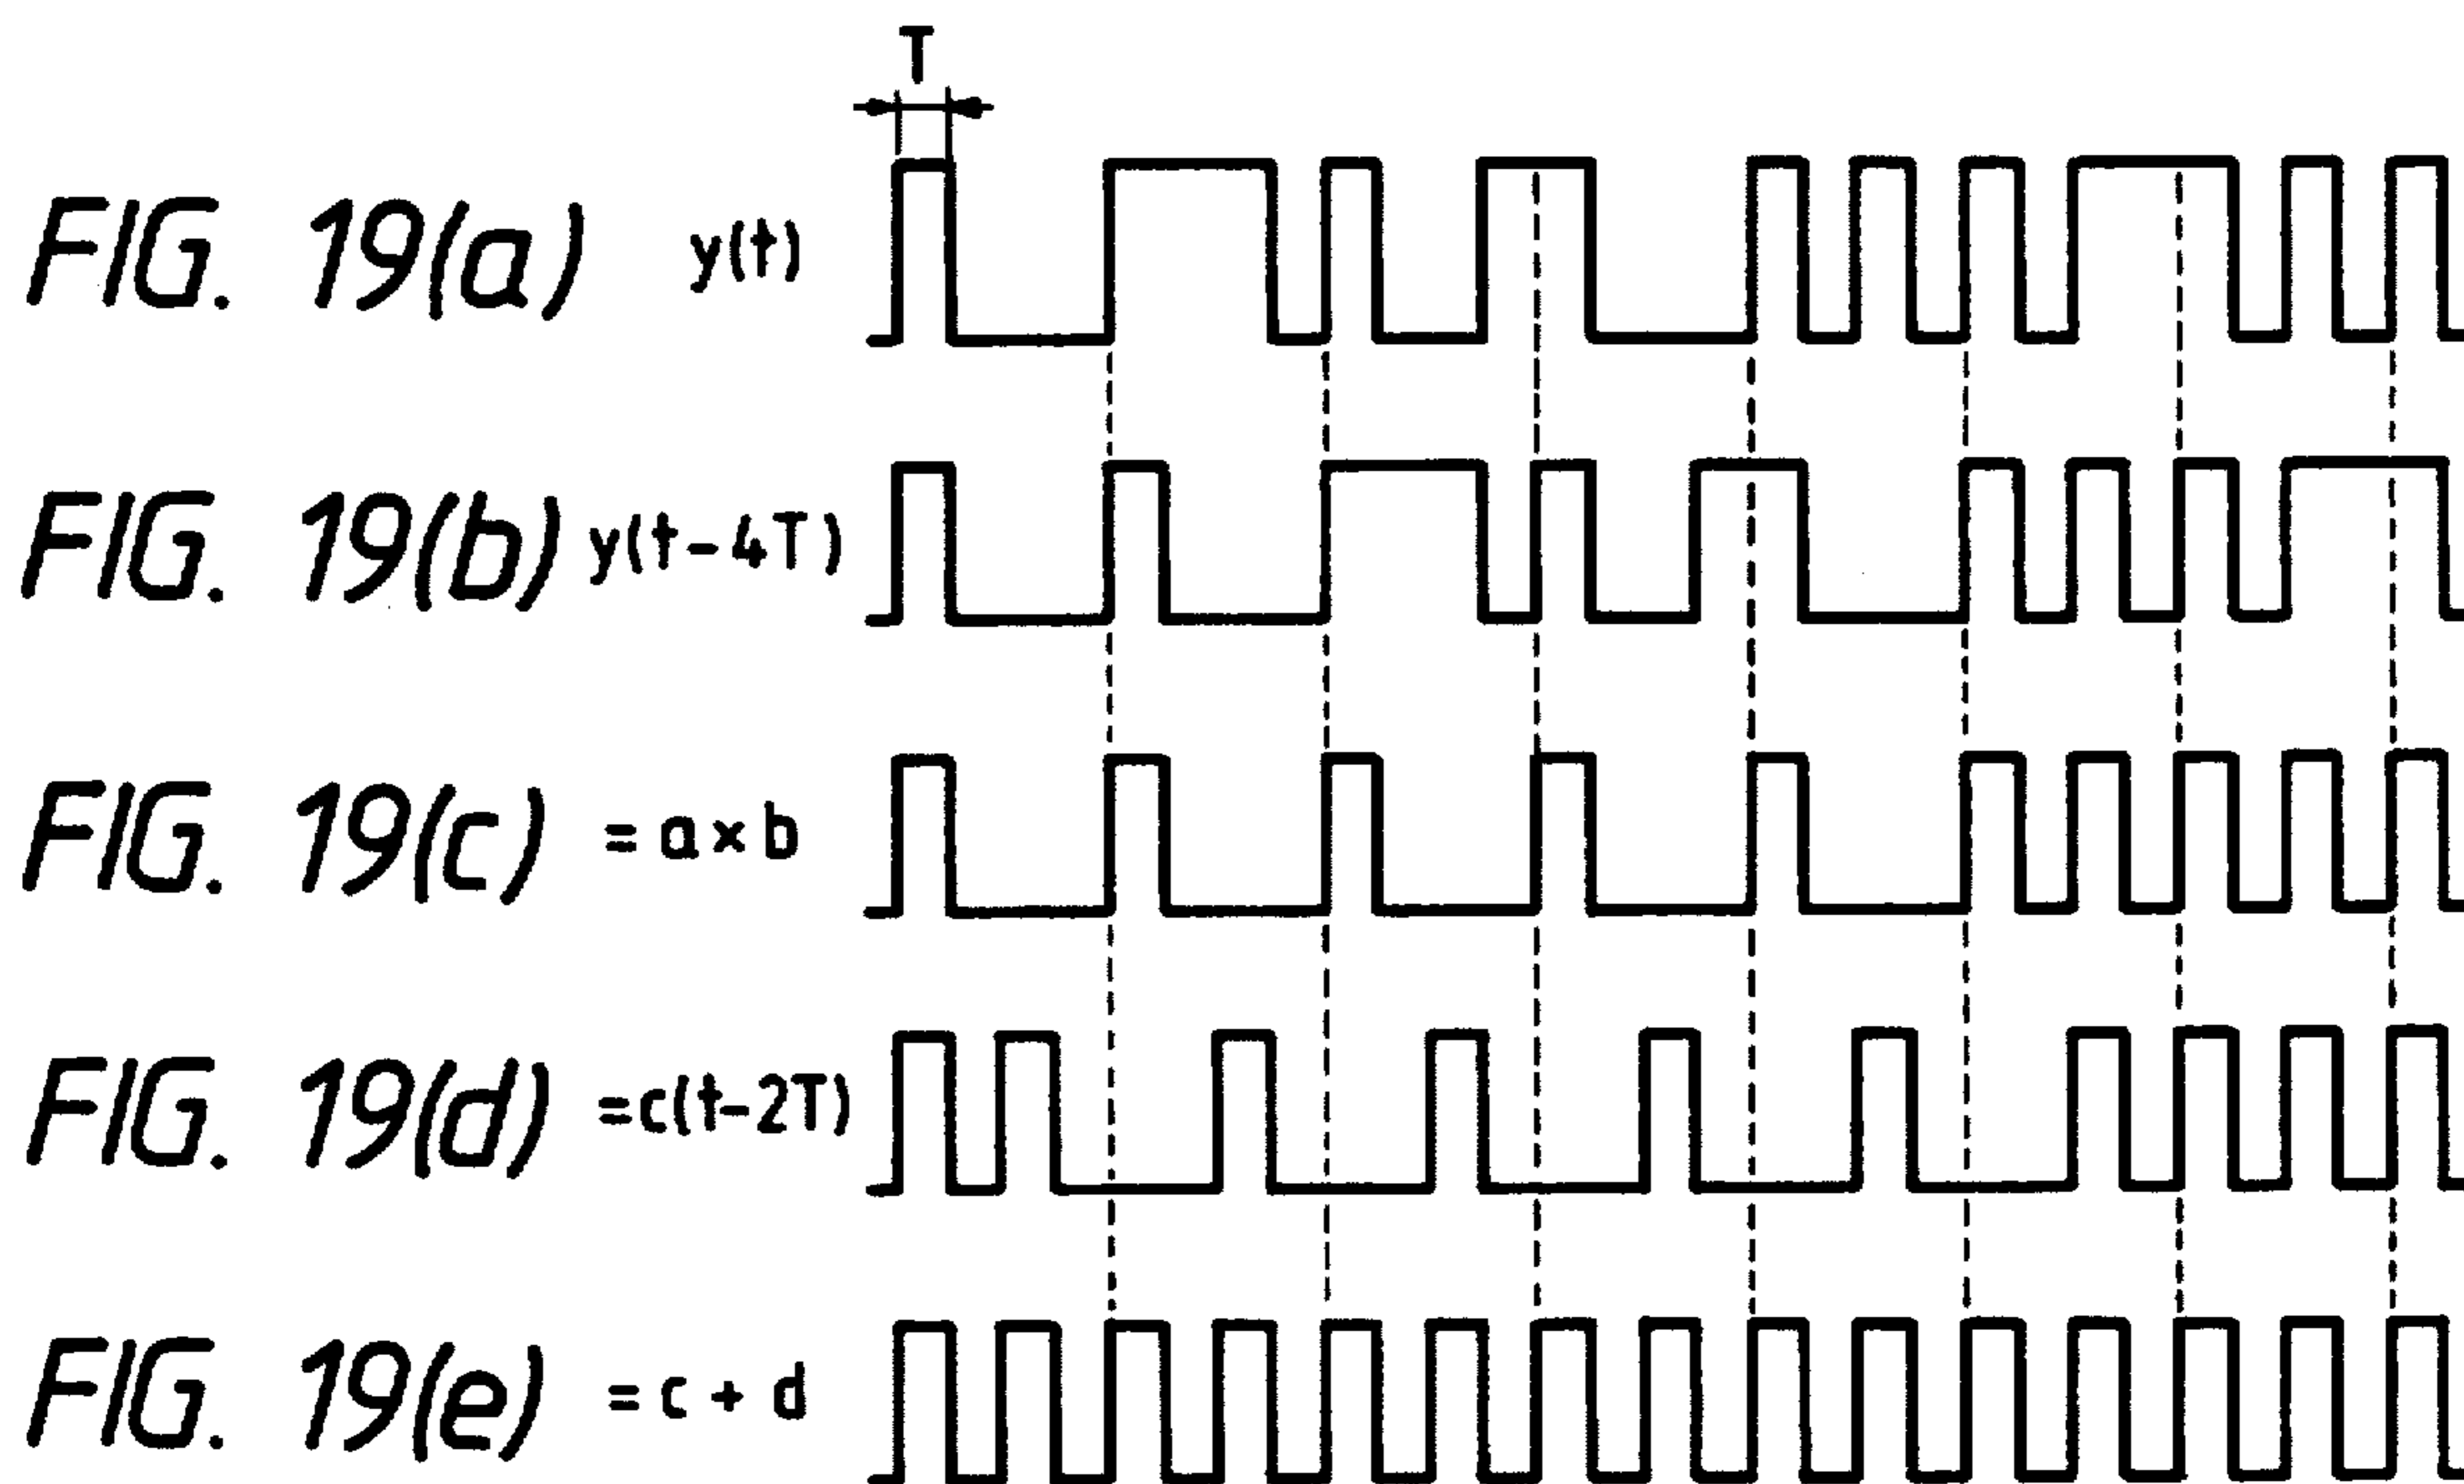 T
FIG. 19(a) y(t)
FIG. 19(b) y(t-4T)
FIG. 19(c) = a×b
FIG. 19(d) =c(t-2T)
FIG. 19(e) = c + d